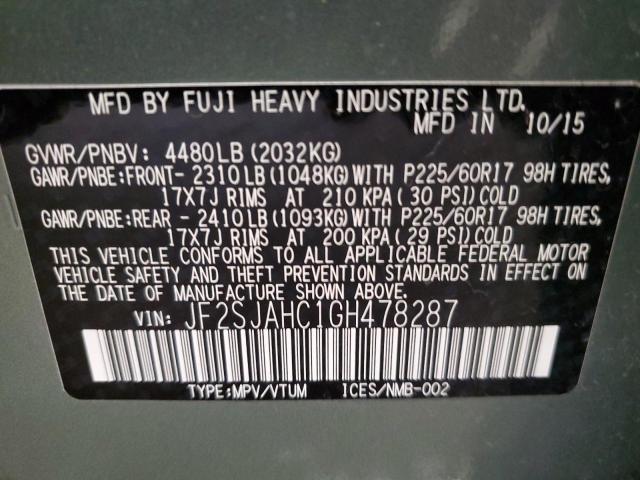 MFD BY FUJI HEAVY INDUSTRIES LTD.
MFD IN 10/15
GVWR/PNBV: 4480LB(2032KG)
GAWR/PNBE:FRONT- 2310LB(1048KG)WITH P225/60R17 98H TIRES,
17X7J RIMS AT 210 KPA( 30 PSI)COLD
GAWR/PNBE:REAR - 2410LB(1093KG)WITH P225/60R17 98H TIRES,
17X7J RIMS AT 200 KPA(29 PSI)COLD
THIS VEHICLE CONFORMS TO ALL APPLICABLE FEDERAL MOTOR
VEHICLE SAFETY AND THEFT PREVENTION STANDARDS IN EFFECT ON
THE DATE OF MANUFACTURE SHOWN ABOVE.
VIN: JF2SJAHC1GH478287
TYPE:MPV/VTUM ICES/NMB-002